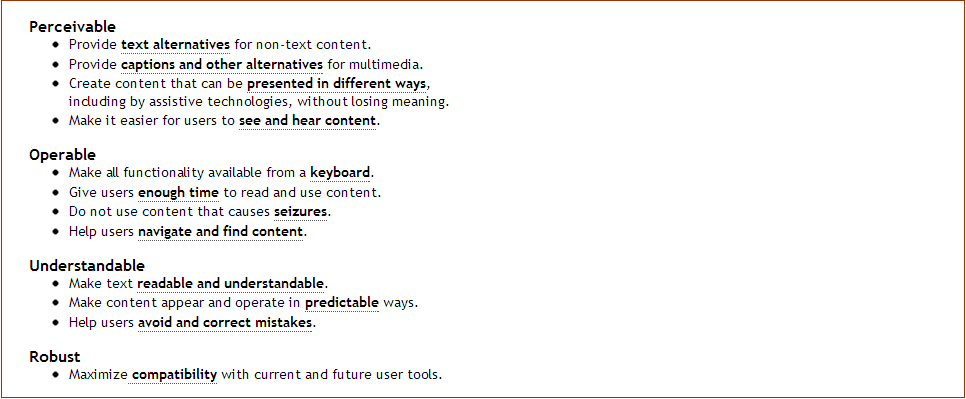 Perceivable
Provide text alternatives for non-text content.
Provide captions and other alternatives for multimedia.
Create content that can be presented in different ways,
including by assistive technologies, without losing meaning.
Make it easier for users to see and hear content.
Operable
Make all functionality available from a keyboard.
Give users enough time to read and use content.
Do not use content that causes seizures.
Help users navigate and find content.
Understandable
Make text readable and understandable.
Make content appear and operate in predictable ways.
Help users avoid and correct mistakes.
Robust
Maximize compatibility with current and future user tools.